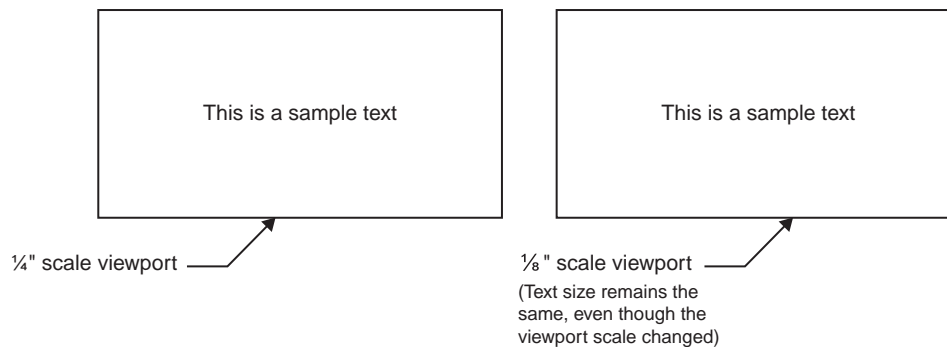 This is a sample text
This is a sample text
¼" scale viewport
⅛" scale viewport
(Text size remains the
same, even though the
viewport scale changed)